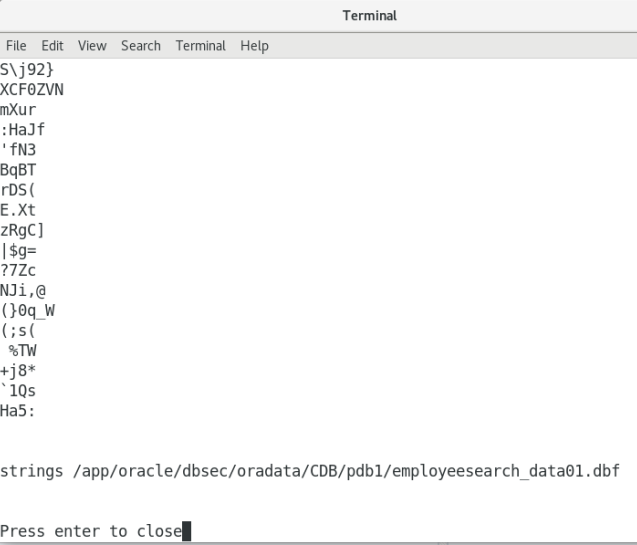 Terminal
File Edit View Search Terminal Help
S\j92}
XCF0ZVN
mXur
:HaJf
'fN3
BqBT
rDS(
E.Xt
zRgC]
|$g=
?7Zc
NJi,@
(}0q_W
(;s(
 %TW
+j8*
`1Qs
Ha5:
strings /app/oracle/dbsec/oradata/CDB/pdb1/employeesearch_data01.dbf
Press enter to close